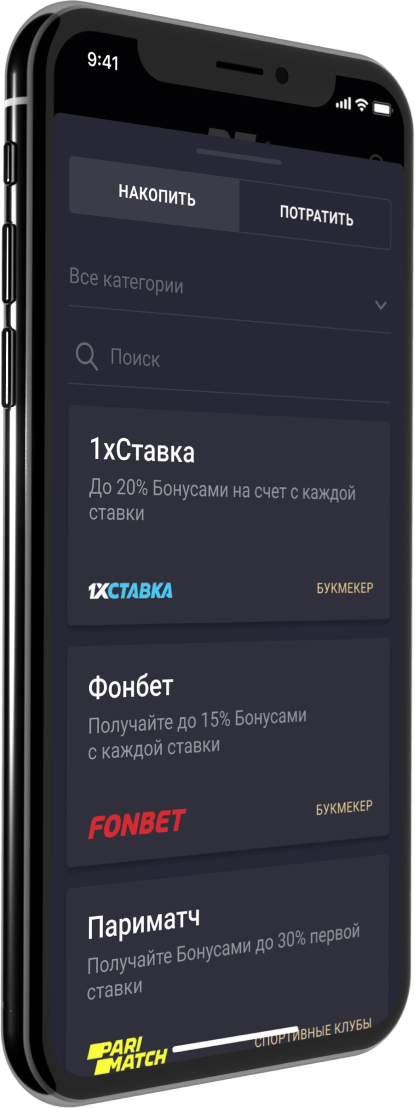 9:41
НАКОПИТЬ
ПОТРАТИТЬ
Все категории
Поиск
1хСтавка
До 20% Бонусами на счет с каждой
ставки
1XСТАВКА
БУКМЕКЕР
Фонбет
Получайте до 15% Бонусами
с каждой ставки
FONBET
БУКМЕКЕР
Париматч
Получайте Бонусами до 30% первой
ставки
PARI
MATCH
СПОРТИВНЫЕ КЛУБЫ